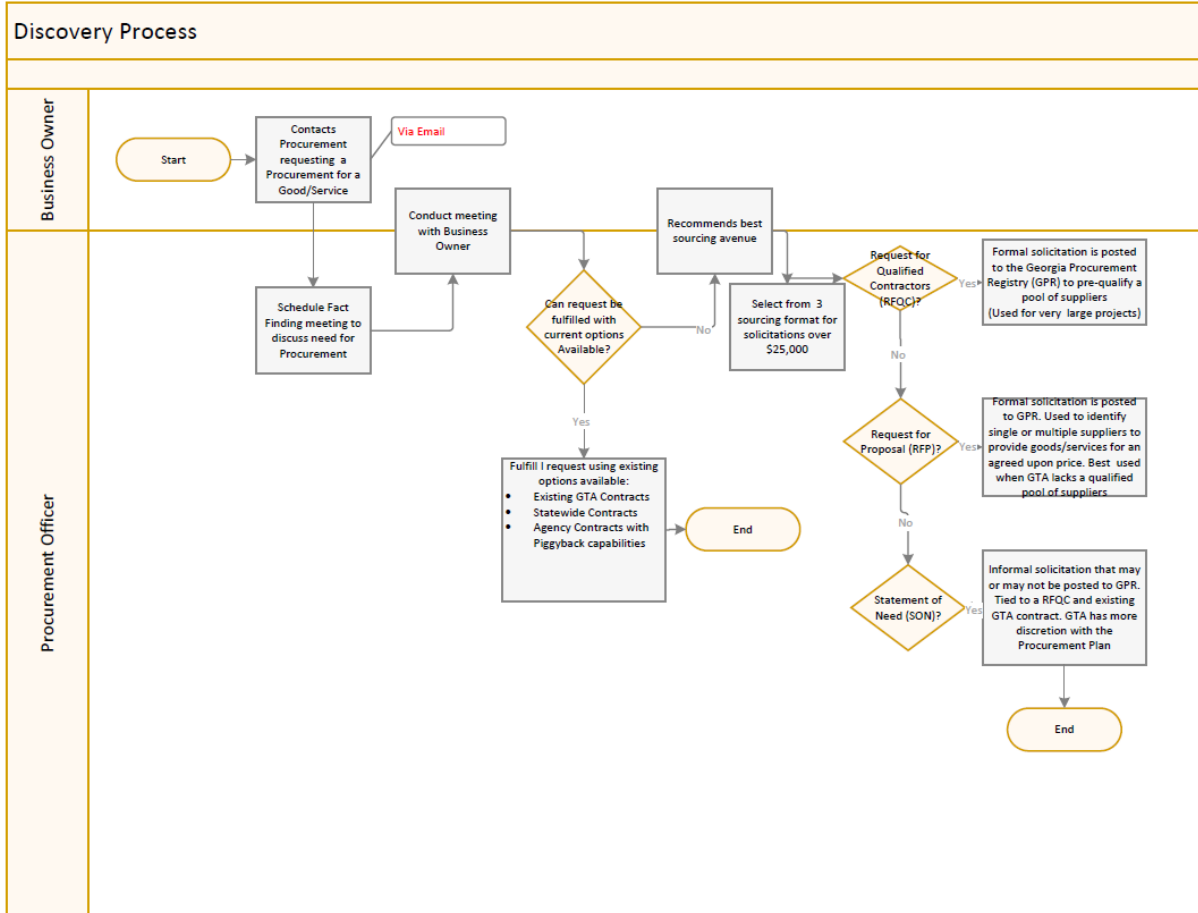 Discovery Process
Business Owner
Start
Contacts
Procurement
requesting a
Procurement for a
Good/Service
Via Email
Conduct meeting
with Business
Owner
Recommends best
sourcing avenue
Procurement Officer
Schedule Fact
Finding meeting to
discuss need for
Procurement
Can request be
fulfilled with
current options
Available?
No
Yes
Fulfill I request using existing
options available:
• Existing GTA Contracts
• Statewide Contracts
• Agency Contracts with
Piggyback capabilities
End
Select from 3
sourcing format for
solicitations over
$25,000
Request for
Qualified
Contractors
(RFQC)?
Yes
Formal solicitation is posted
to the Georgia Procurement
Registry (GPR) to pre-qualify a
pool of suppliers
(Used for very large projects)
No
Request for
Proposal (RFP)?
Yes
Formal solicitation is posted
to GPR. Used to identify
single or multiple suppliers to
provide goods/services for an
agreed upon price. Best used
when GTA lacks a qualified
pool of suppliers
No
Statement of
Need (SON)?
Yes
Informal solicitation that may
or may not be posted to GPR.
Tied to a RFQC and existing
GTA contract. GTA has more
discretion with the
Procurement Plan
End